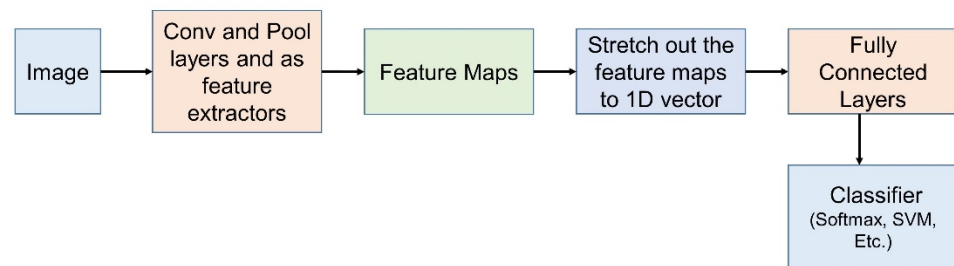 Image
Conv and Pool
layers and as
feature
extractors
Feature Maps
Stretch out the
feature maps
to 1D vector
Fully
Connected
Layers
Classifier
(Softmax, SVM,
Etc.)